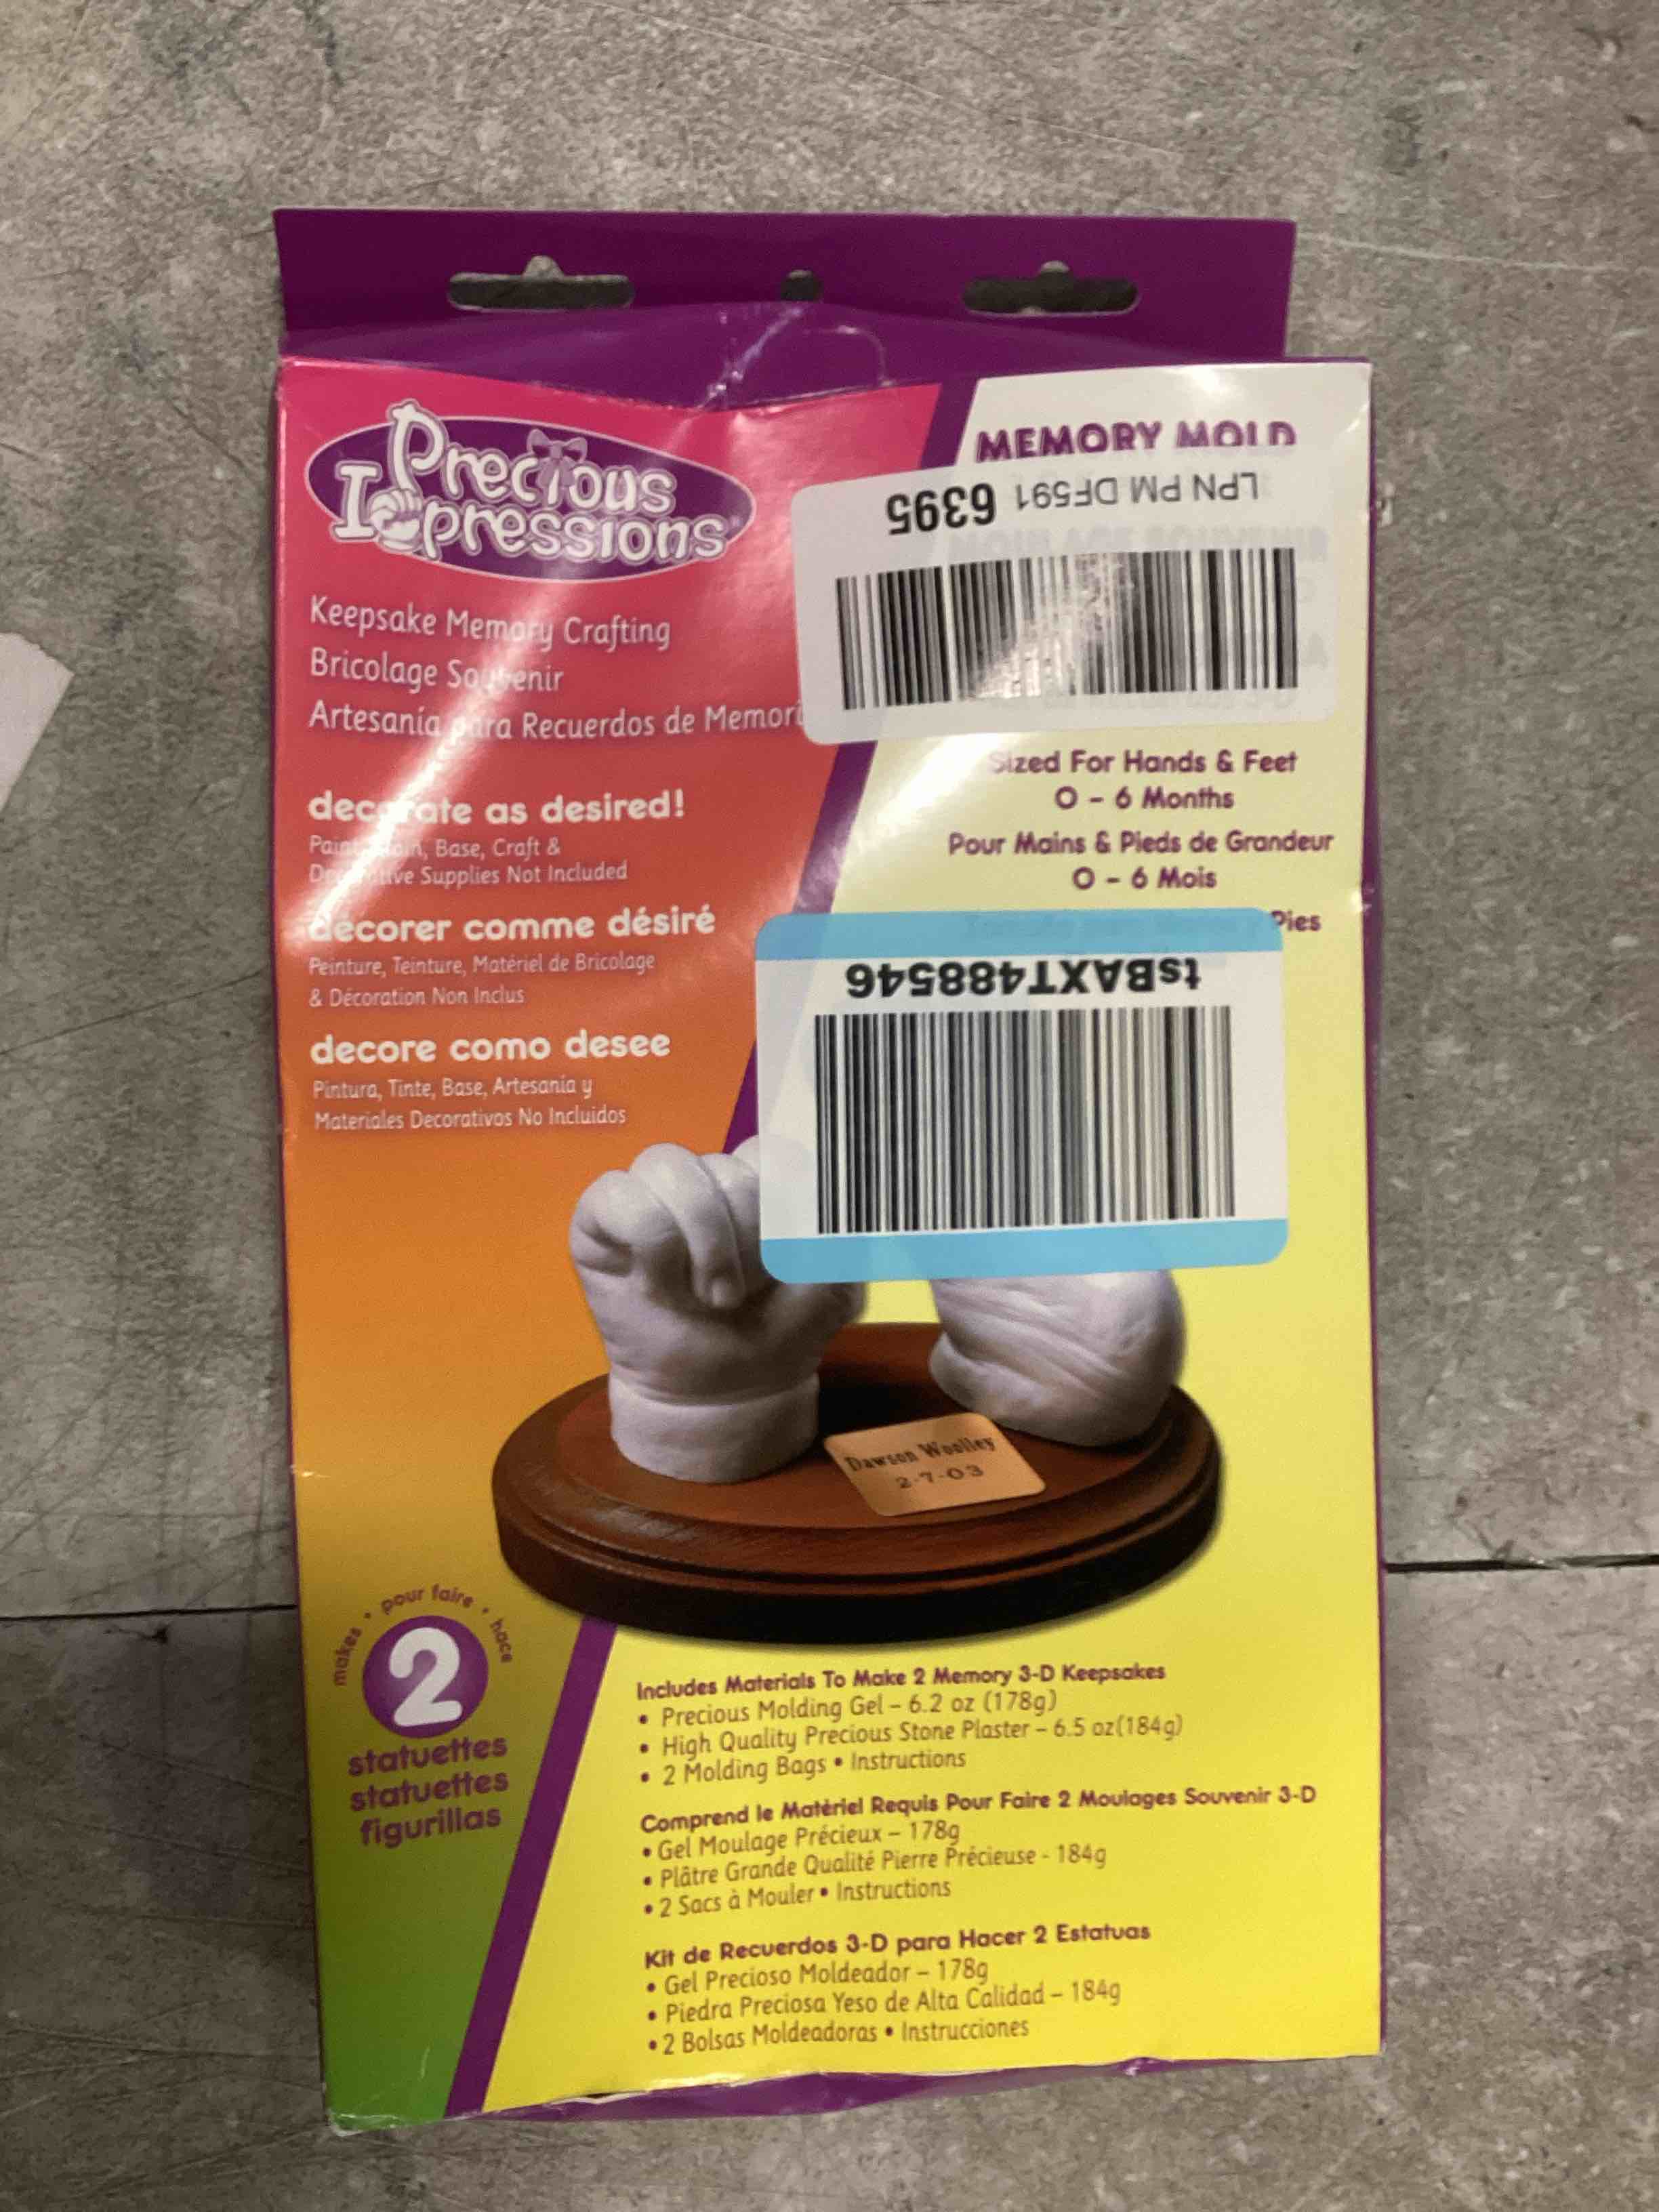 Precious
Impressions
Keepsake Memory Crafting
Bricolage Souvenir
Artesanía para Recuerdos de Memori
decorate as desired!
Paint, Stain, Base, Craft &
Decorative Supplies Not Included
décorer comme désiré
Peinture, Teinture, Matériel de Bricolage
& Décoration Non Inclus
decore como desee
Pintura, Tinte, Base, Artesanía y
Materiales Decorativos No Incluidos
MEMORY MOLD
LPN PM DF591 6395
Sized For Hands & Feet
0 - 6 Months
Pour Mains & Pieds de Grandeur
0 - 6 Mois
Pies
tsBAXT488546
Dawson Woolley
2-7-03
makes • pour faire • hace
2
statuettes
statuettes
figurillas
Includes Materials To Make 2 Memory 3-D Keepsakes
• Precious Molding Gel – 6.2 oz (178g)
• High Quality Precious Stone Plaster – 6.5 oz(184g)
• 2 Molding Bags • Instructions
Comprend le Matériel Requis Pour Faire 2 Moulages Souvenir 3-D
• Gel Moulage Précieux – 178g
• Plâtre Grande Qualité Pierre Précieuse - 184g
• 2 Sacs à Mouler • Instructions
Kit de Recuerdos 3-D para Hacer 2 Estatuas
• Gel Precioso Moldeador – 178g
• Piedra Preciosa Yeso de Alta Calidad – 184g
• 2 Bolsas Moldeadoras • Instrucciones